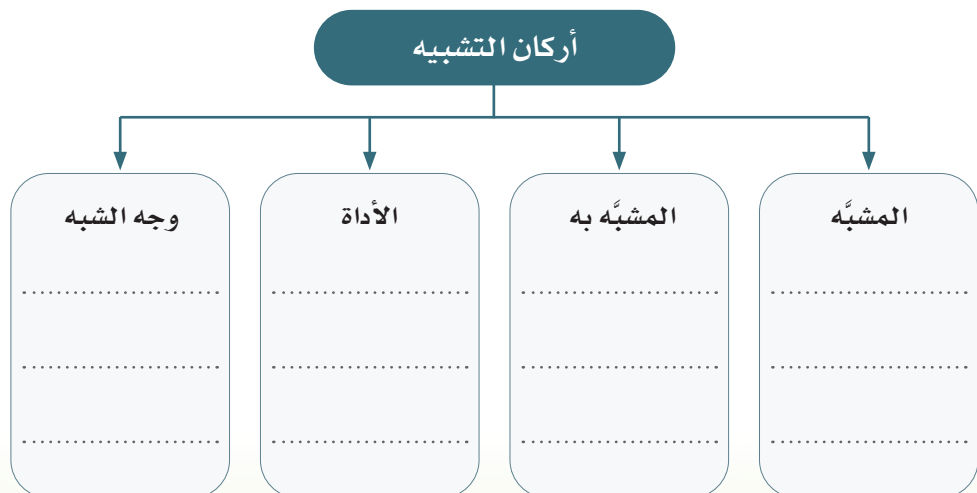 أركان التشبيه
المشبَّه
المشبَّه به
الأداة
وجه الشبه